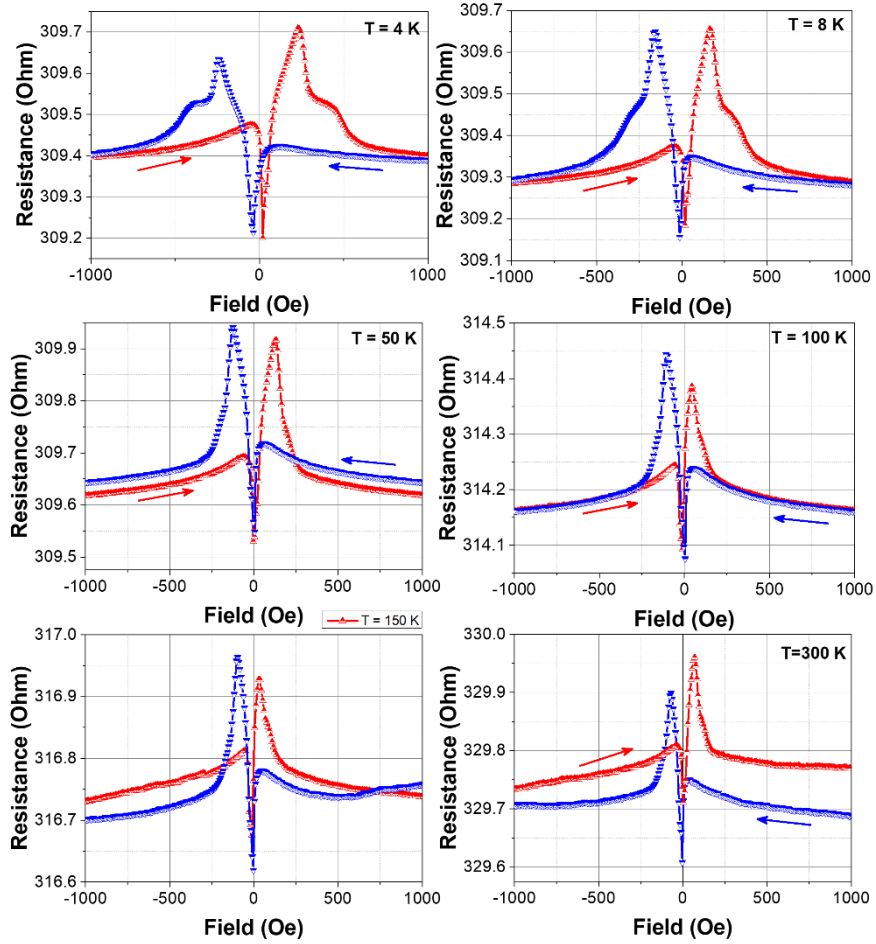 T = 4 K
Resistance (Ohm)
309.7
309.6
309.5
309.4
309.3
309.2
-1000 -500 0 500 1000
Field (Oe)
T = 8 K
Resistance (Ohm)
309.7
309.6
309.5
309.4
309.3
309.2
309.1
-1000 -500 0 500 1000
Field (Oe)
T = 50 K
Resistance (Ohm)
309.9
309.8
309.7
309.6
309.5
-1000 -500 0 500 1000
Field (Oe)
T = 100 K
Resistance (Ohm)
314.5
314.4
314.3
314.2
314.1
-1000 -500 0 500 1000
Field (Oe)
T = 150 K
Resistance (Ohm)
317.0
316.9
316.8
316.7
316.6
-1000 -500 0 500 1000
Field (Oe)
T=300 K
Resistance (Ohm)
330.0
329.9
329.8
329.7
329.6
-1000 -500 0 500 1000
Field (Oe)